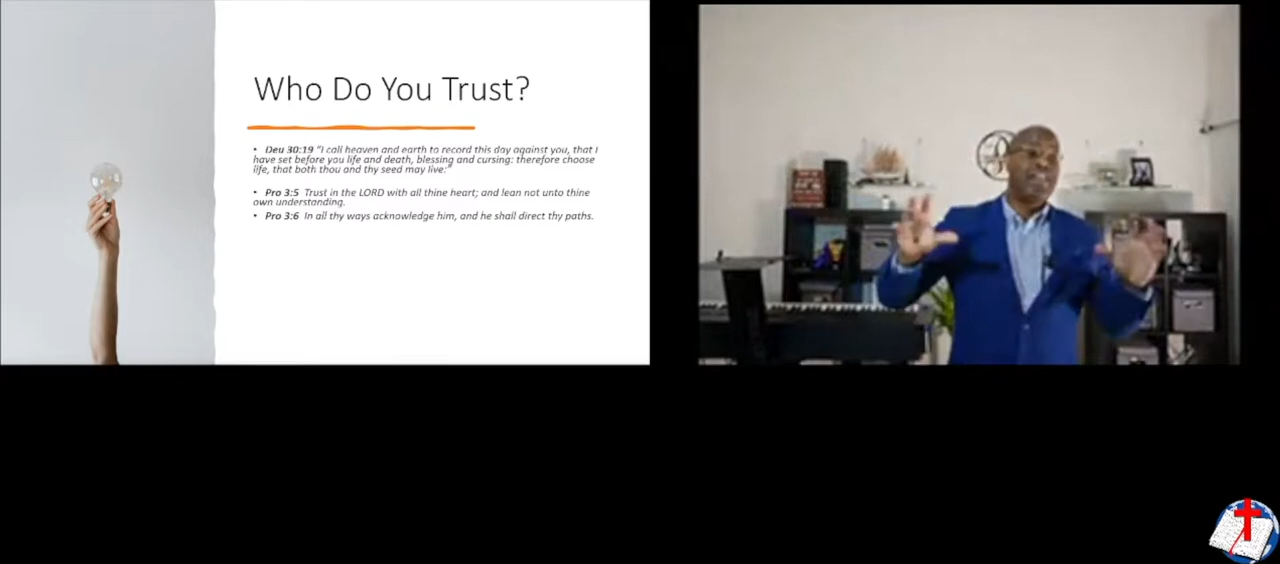 Who Do You Trust?
• Deu 30:19 "I call heaven and earth to record this day against you, that I
have set before you life and death, blessing and cursing: therefore choose
life, that both thou and thy seed may live:"
• Pro 3:5 Trust in the LORD with all thine heart; and lean not unto thine
own understanding.
• Pro 3:6 In all thy ways acknowledge him, and he shall direct thy paths.